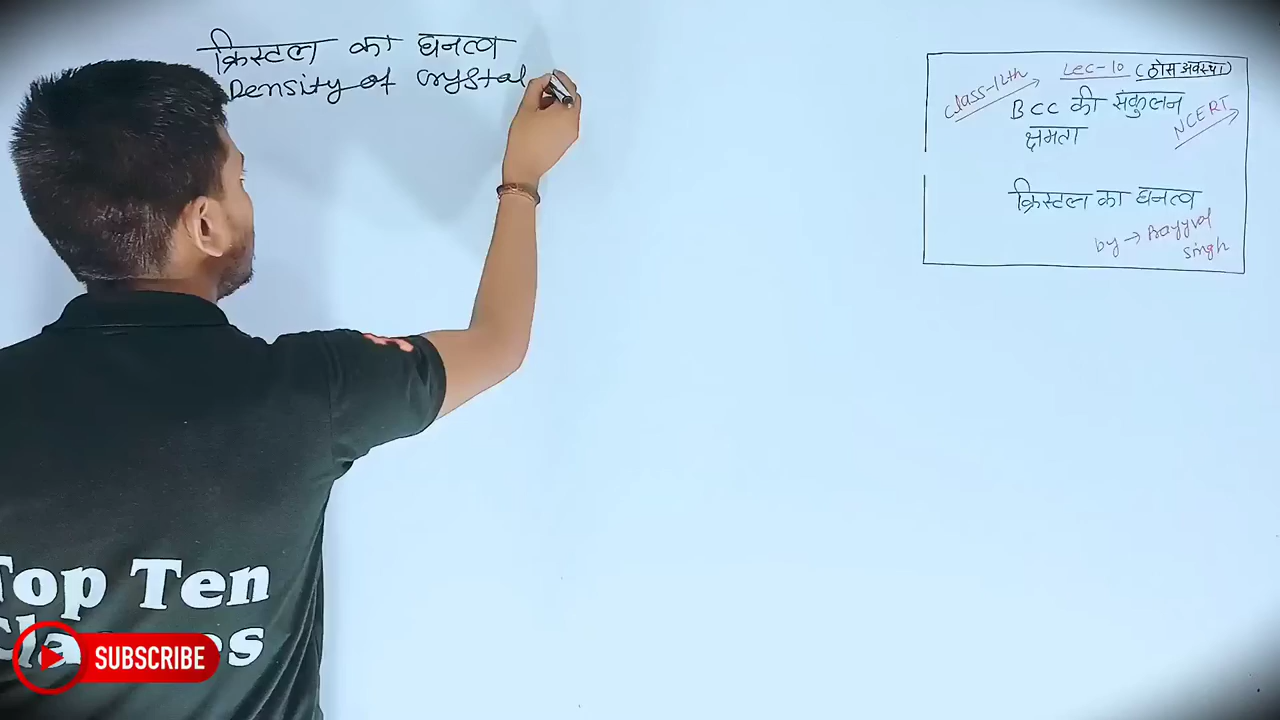 क्रिस्टल का घनत्व
Density of crystal
Class-12th
Lec-10 (ठोस अवस्था)
BCC की संकुलन
क्षमता
NCERT
क्रिस्टल का घनत्व
by →
singh
Top Ten
Classes
SUBSCRIBE